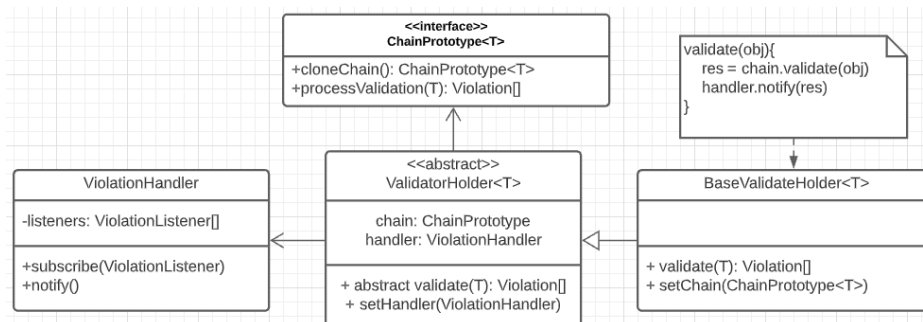 <<interface>>
ChainPrototype<T>
+cloneChain(): ChainPrototype<T>
+processValidation(T): Violation[]
validate(obj){
res = chain.validate(obj)
handler.notify(res)
}
ViolationHandler
-listeners: ViolationListener[]
+subscribe(ViolationListener)
+notify()
<<abstract>>
ValidatorHolder<T>
chain: ChainPrototype
handler: ViolationHandler
+ abstract validate(T): Violation[]
+ setHandler(ViolationHandler)
BaseValidateHolder<T>
+ validate(T): Violation[]
+ setChain(ChainPrototype<T>)